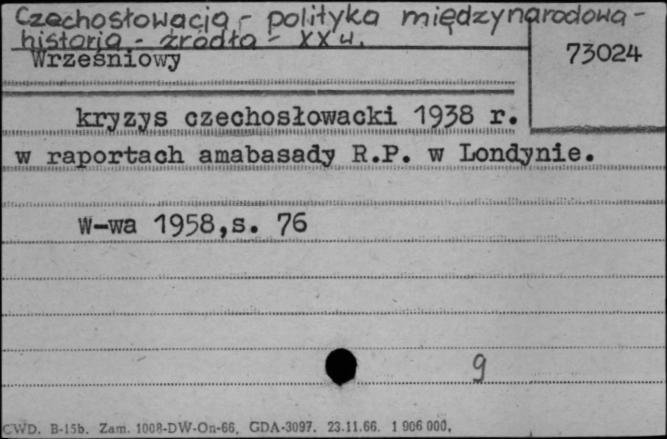 Czechosłowacja - polityka międzynarodowa -
historia - źródła - XX w.
73024
Wrześniowy
kryzys czechosłowacki 1938 r.
w raportach amabasady R.P. w Londynie.
W-wa 1958,s. 76
9
CWD. B-15b. Zam. 1008-DW-On-66. GDA-3097. 23.11.66. 1 906 000.